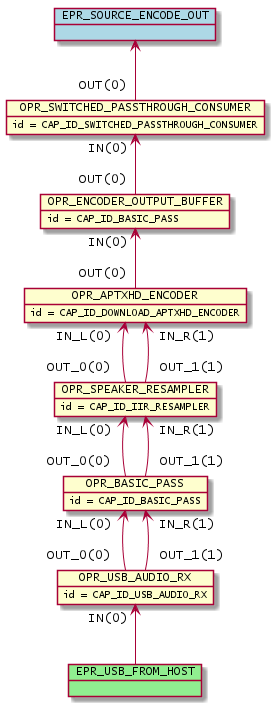 EPR_SOURCE_ENCODE_OUT
OUT(0)
OPR_SWITCHED_PASSTHROUGH_CONSUMER
id = CAP_ID_SWITCHED_PASSTHROUGH_CONSUMER
IN(0)
OUT(0)
OPR_ENCODER_OUTPUT_BUFFER
id = CAP_ID_BASIC_PASS
IN(0)
OUT(0)
OPR_APTXHD_ENCODER
id = CAP_ID_DOWNLOAD_APTXHD_ENCODER
IN_L(0) IN_R(1)
OUT_0(0) OUT_1(1)
OPR_SPEAKER_RESAMPLER
id = CAP_ID_IIR_RESAMPLER
IN_L(0) IN_R(1)
OUT_0(0) OUT_1(1)
OPR_BASIC_PASS
id = CAP_ID_BASIC_PASS
IN_L(0) IN_R(1)
OUT_0(0) OUT_1(1)
OPR_USB_AUDIO_RX
id = CAP_ID_USB_AUDIO_RX
IN(0)
EPR_USB_FROM_HOST